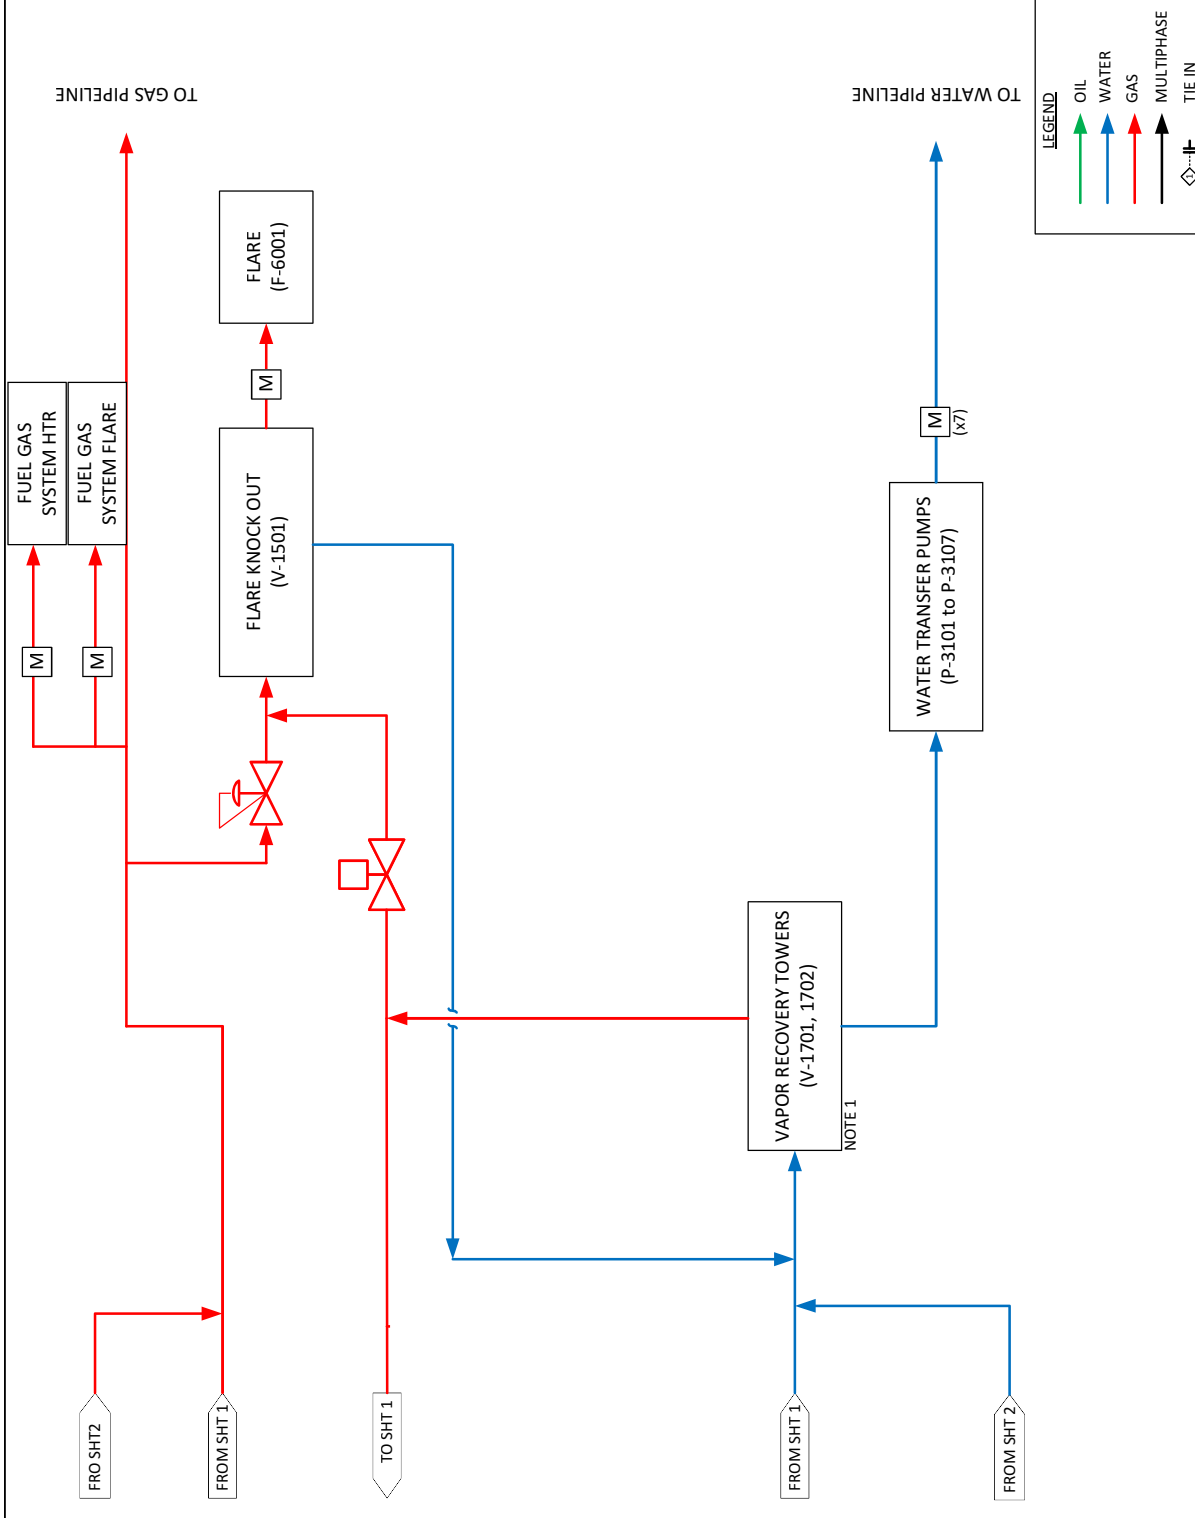 TO GAS PIPELINE
FUEL GAS
SYSTEM HTR
FUEL GAS
SYSTEM FLARE
M
M
FLARE
(F-6001)
M
FLARE KNOCK OUT
(V-1501)
FRO SHT2
FROM SHT 1
TO SHT 1
VAPOR RECOVERY TOWERS
(V-1701, 1702)
NOTE 1
FROM SHT 1
FROM SHT 2
WATER TRANSFER PUMPS
(P-3101 to P-3107)
M
(x7)
TO WATER PIPELINE
LEGEND
OIL
WATER
GAS
MULTIPHASE
1
TIE IN